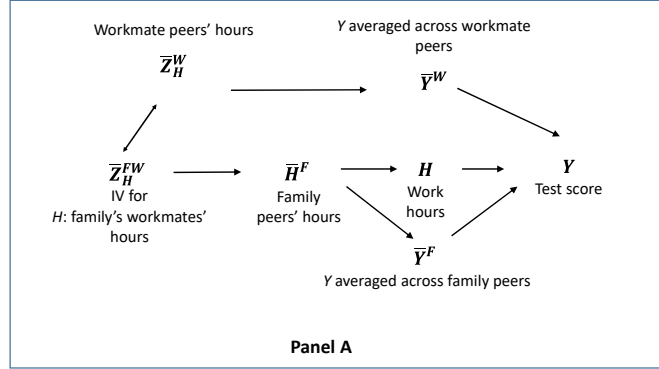 Workmate peers' hours
Y averaged across workmate
peers
Z̅_H^W
Y̅^W
Z̅_H^FW
H̅^F
H
Y
IV for
H: family's workmates'
hours
Family
peers' hours
Work
hours
Test score
Y̅^F
Y averaged across family peers
Panel A